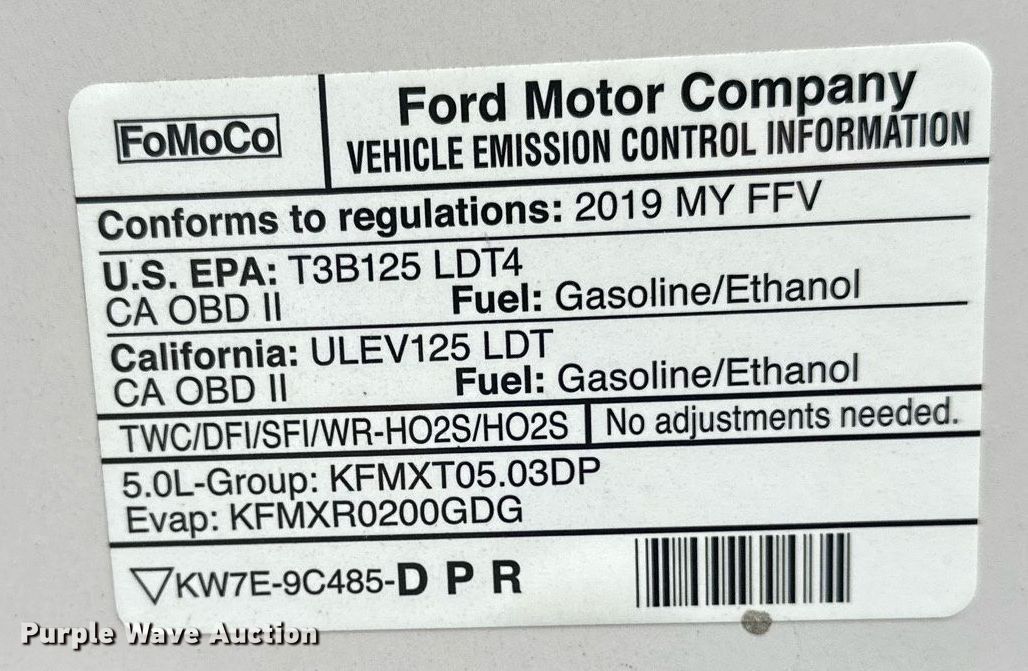 FoMoCo
Ford Motor Company
VEHICLE EMISSION CONTROL INFORMATION
Conforms to regulations: 2019 MY FFV
U.S. EPA: T3B125 LDT4
CA OBD II Fuel: Gasoline/Ethanol
California: ULEV125 LDT
CA OBD II Fuel: Gasoline/Ethanol
TWC/DFI/SFI/WR-HO2S/HO2S No adjustments needed.
5.0L-Group: KFMXT05.03DP
Evap: KFMXR0200GDG
KW7E-9C485-D P R
Purple Wave Auction